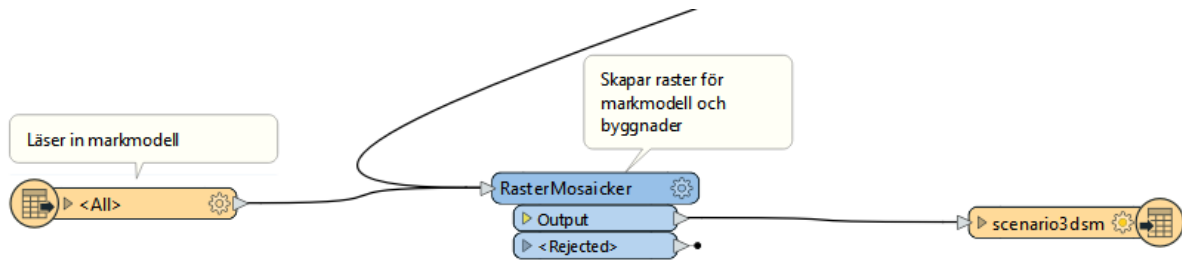 Skapar raster för
markmodell och
byggnader
Läser in markmodell
<All>
RasterMosaicker
Output
<Rejected>
scenario3dsm